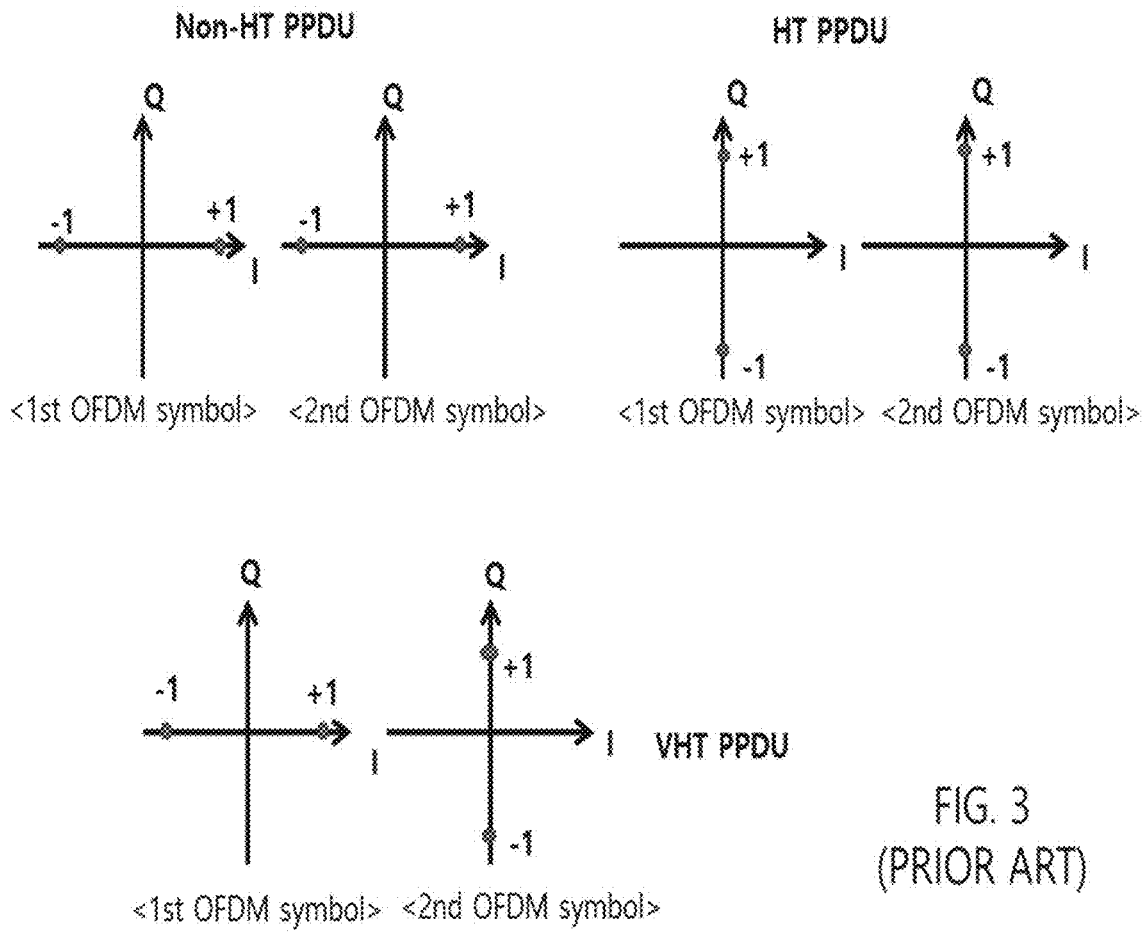 Non-HT PPDU
HT PPDU
Q
Q
Q
Q
-1
+1
I
-1
+1
I
+1
-1
I
+1
-1
I
<1st OFDM symbol>
<2nd OFDM symbol>
<1st OFDM symbol>
<2nd OFDM symbol>
Q
Q
-1
+1
I
+1
-1
I
VHT PPDU
<1st OFDM symbol>
<2nd OFDM symbol>
FIG. 3
(PRIOR ART)